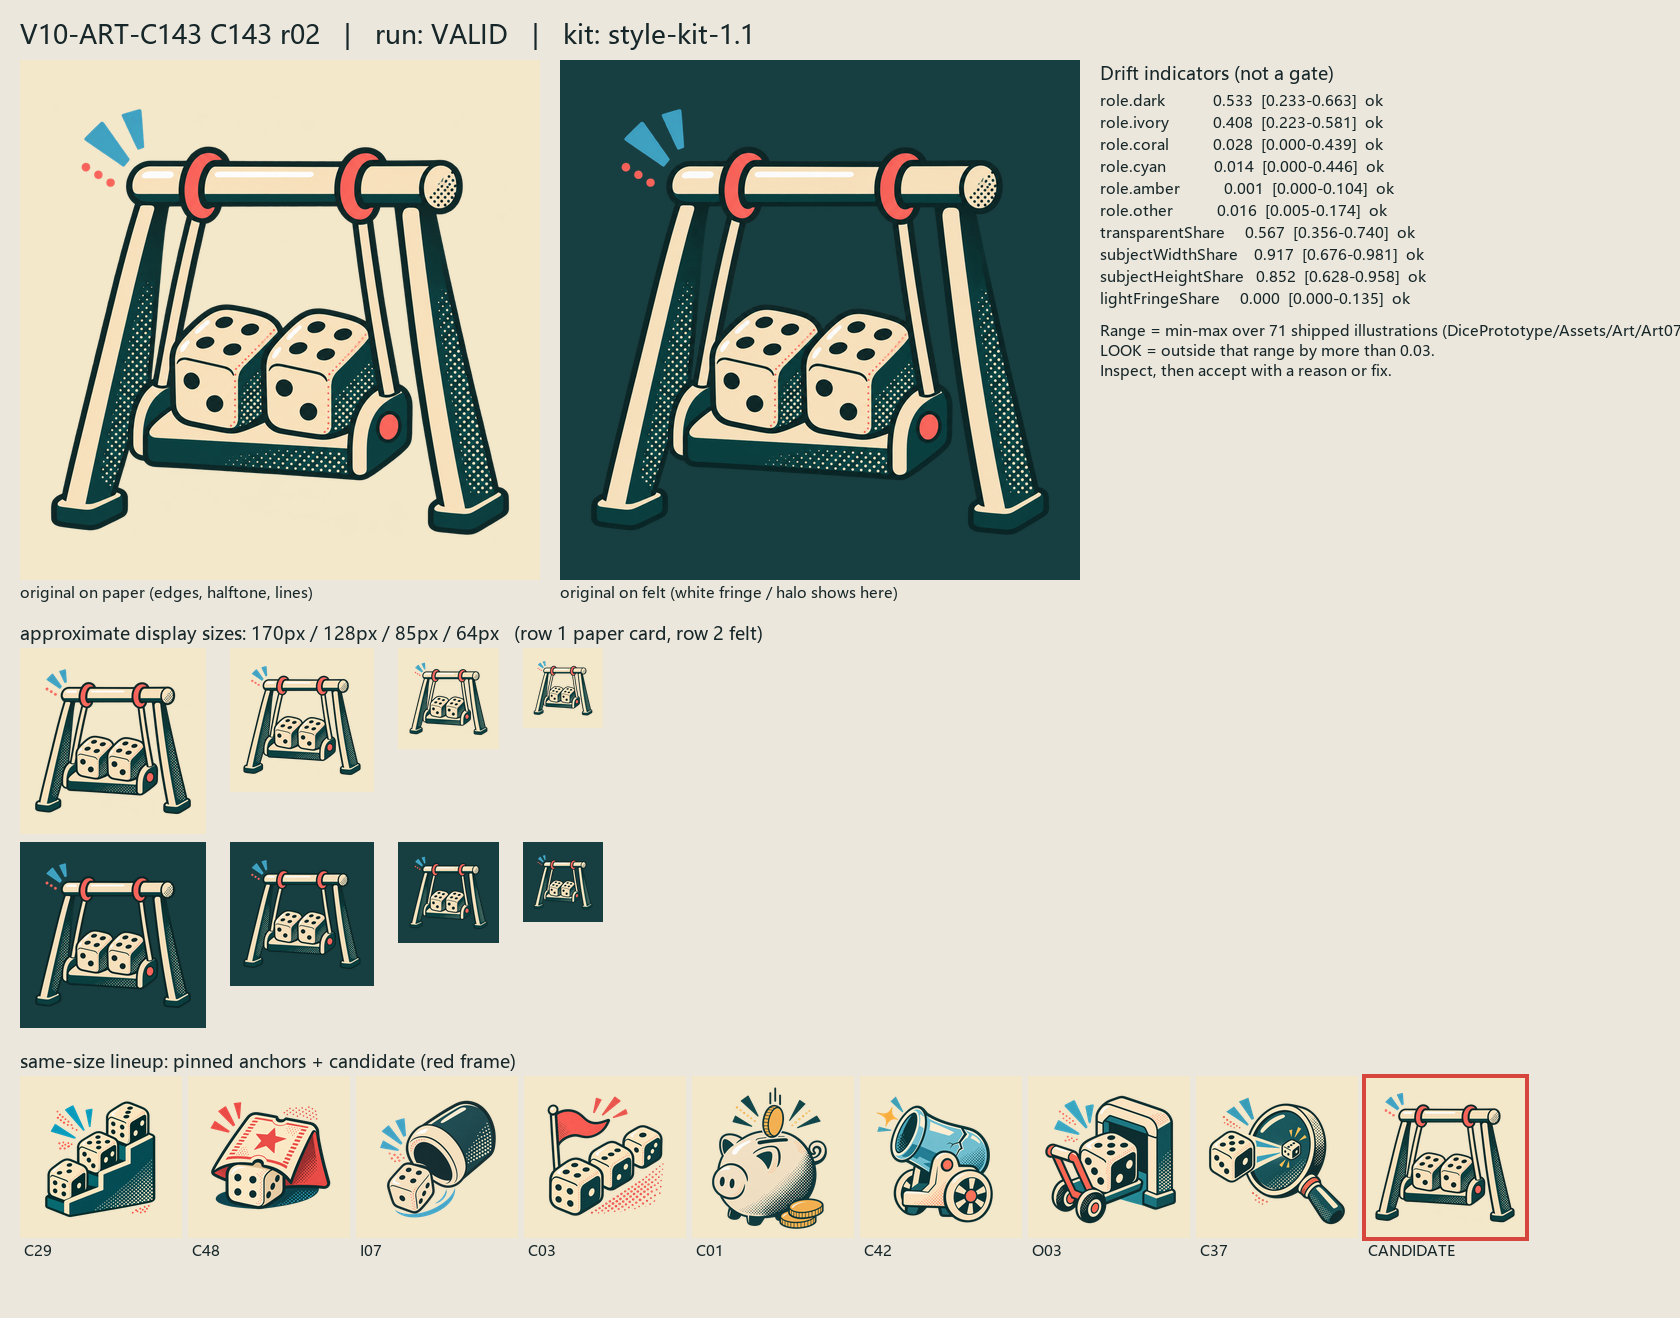 V10-ART-C143 C143 r02 | run: VALID | kit: style-kit-1.1
Drift indicators (not a gate)
role.dark 0.533 [0.233-0.663] ok
role.ivory 0.408 [0.223-0.581] ok
role.coral 0.028 [0.000-0.439] ok
role.cyan 0.014 [0.000-0.446] ok
role.amber 0.001 [0.000-0.104] ok
role.other 0.016 [0.005-0.174] ok
transparentShare 0.567 [0.356-0.740] ok
subjectWidthShare 0.917 [0.676-0.981] ok
subjectHeightShare 0.852 [0.628-0.958] ok
lightFringeShare 0.000 [0.000-0.135] ok
Range = min-max over 71 shipped illustrations (DicePrototype/Assets/Art/Art07
LOOK = outside that range by more than 0.03.
Inspect, then accept with a reason or fix.
original on paper (edges, halftone, lines)
original on felt (white fringe / halo shows here)
approximate display sizes: 170px / 128px / 85px / 64px (row 1 paper card, row 2 felt)
same-size lineup: pinned anchors + candidate (red frame)
C29 C48 I07 C03 C01 C42 O03 C37 CANDIDATE